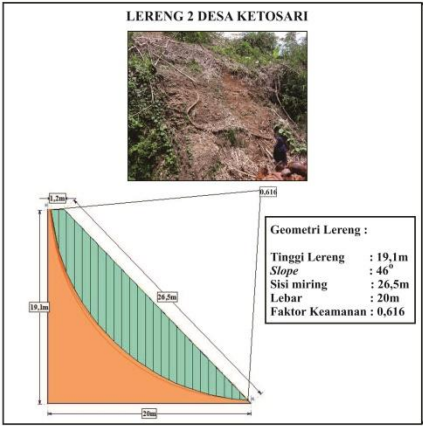 LERENG 2 DESA KETOSARI
1,2m
0,616
19,1m
26,5m
20m
Geometri Lereng :
Tinggi Lereng : 19,1m
Slope : 46°
Sisi miring : 26,5m
Lebar : 20m
Faktor Keamanan : 0,616